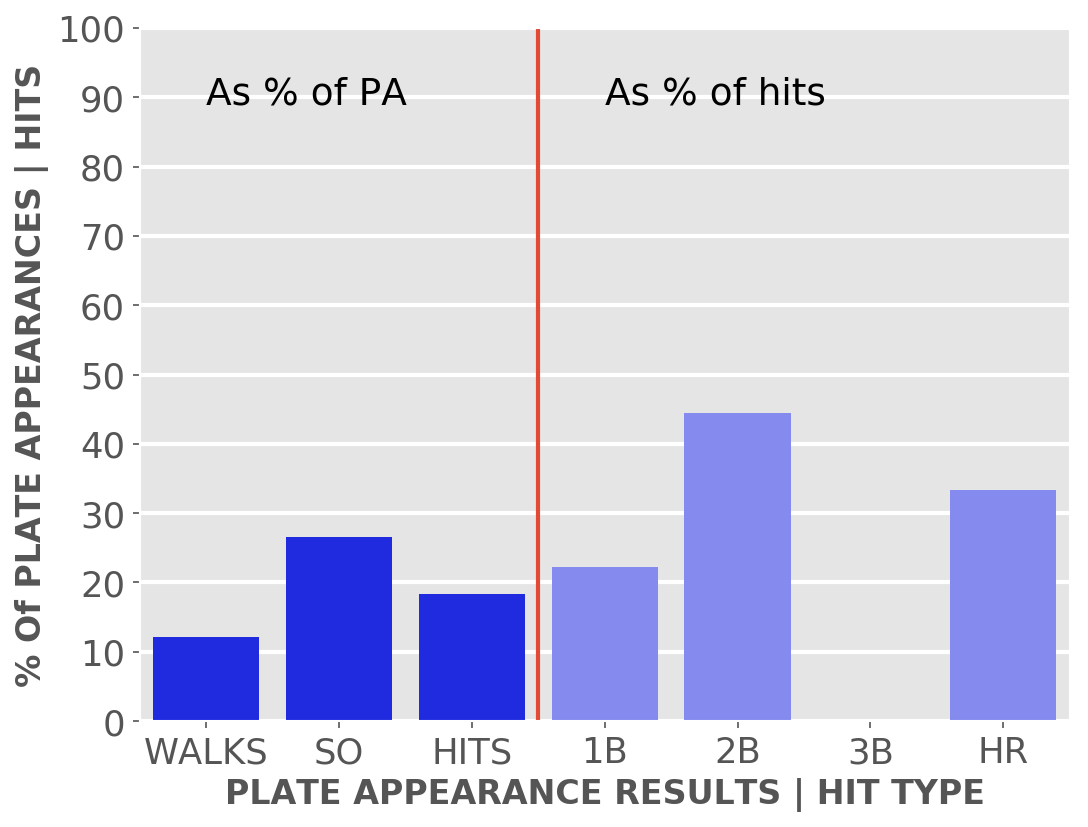 % Of PLATE APPEARANCES | HITS
100
90
80
70
60
50
40
30
20
10
0
As % of PA
As % of hits
WALKS SO HITS 1B 2B 3B HR
PLATE APPEARANCE RESULTS | HIT TYPE